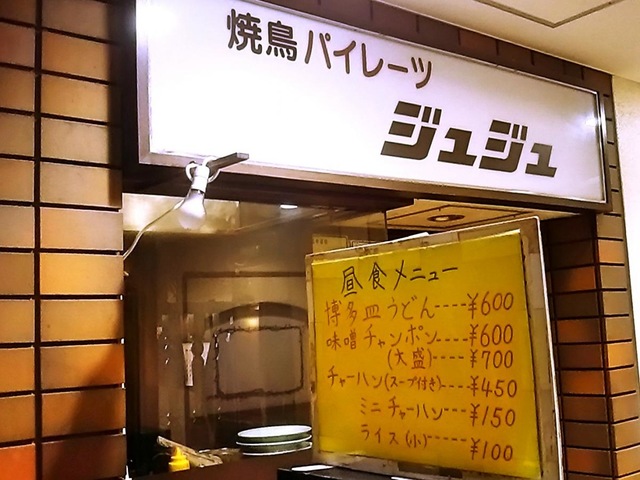 焼鳥パイレーツ
ジュジュ
昼食メニュー
博多皿うどん----¥600
味噌チャンポン--¥600
(大盛)----¥700
チャーハン(スープ付き)--¥450
ミニチャーハン---¥150
ライス(小)----¥100